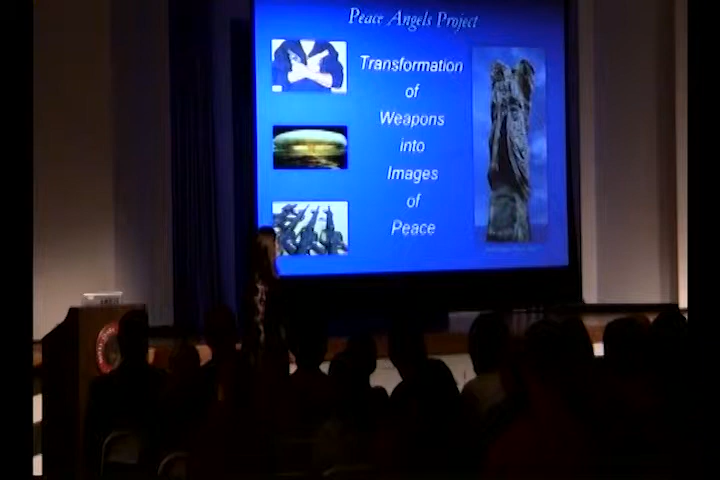 Peace Angels Project
Transformation
of
Weapons
into
Images
of
Peace